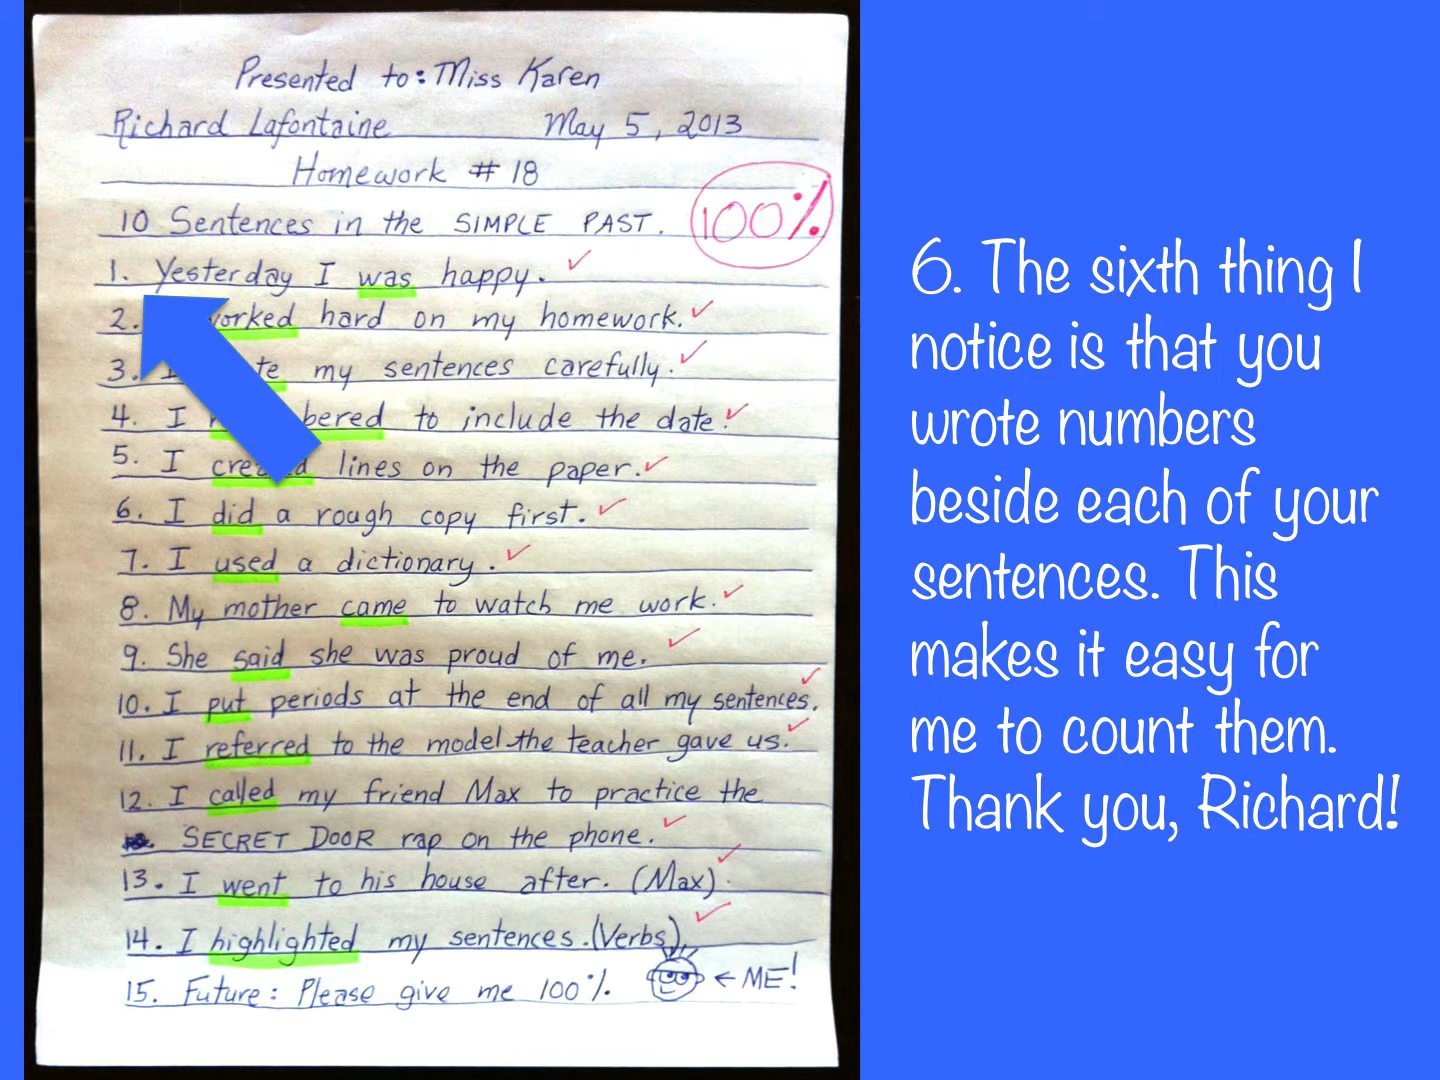 Presented to: Miss Karen
Richard Lafontaine May 5, 2013
Homework # 18
10 Sentences in the SIMPLE PAST. 100%
1. Yesterday I was happy.
2. worked hard on my homework.
3. I my sentences carefully.
4. I to include the date.
5. I lines on the paper.
6. I did a rough copy first.
7. I used a dictionary.
8. My mother came to watch me work.
9. She said she was proud of me.
10. I put periods at the end of all my sentences.
11. I referred to the model the teacher gave us.
12. I called my friend Max to practice the
SECRET DOOR rap on the phone.
13. I went to his house after. (Max).
14. I highlighted my sentences. (Verbs)
15. Future: Please give me 100% ← ME!
6. The sixth thing I
notice is that you
wrote numbers
beside each of your
sentences. This
makes it easy for
me to count them.
Thank you, Richard!